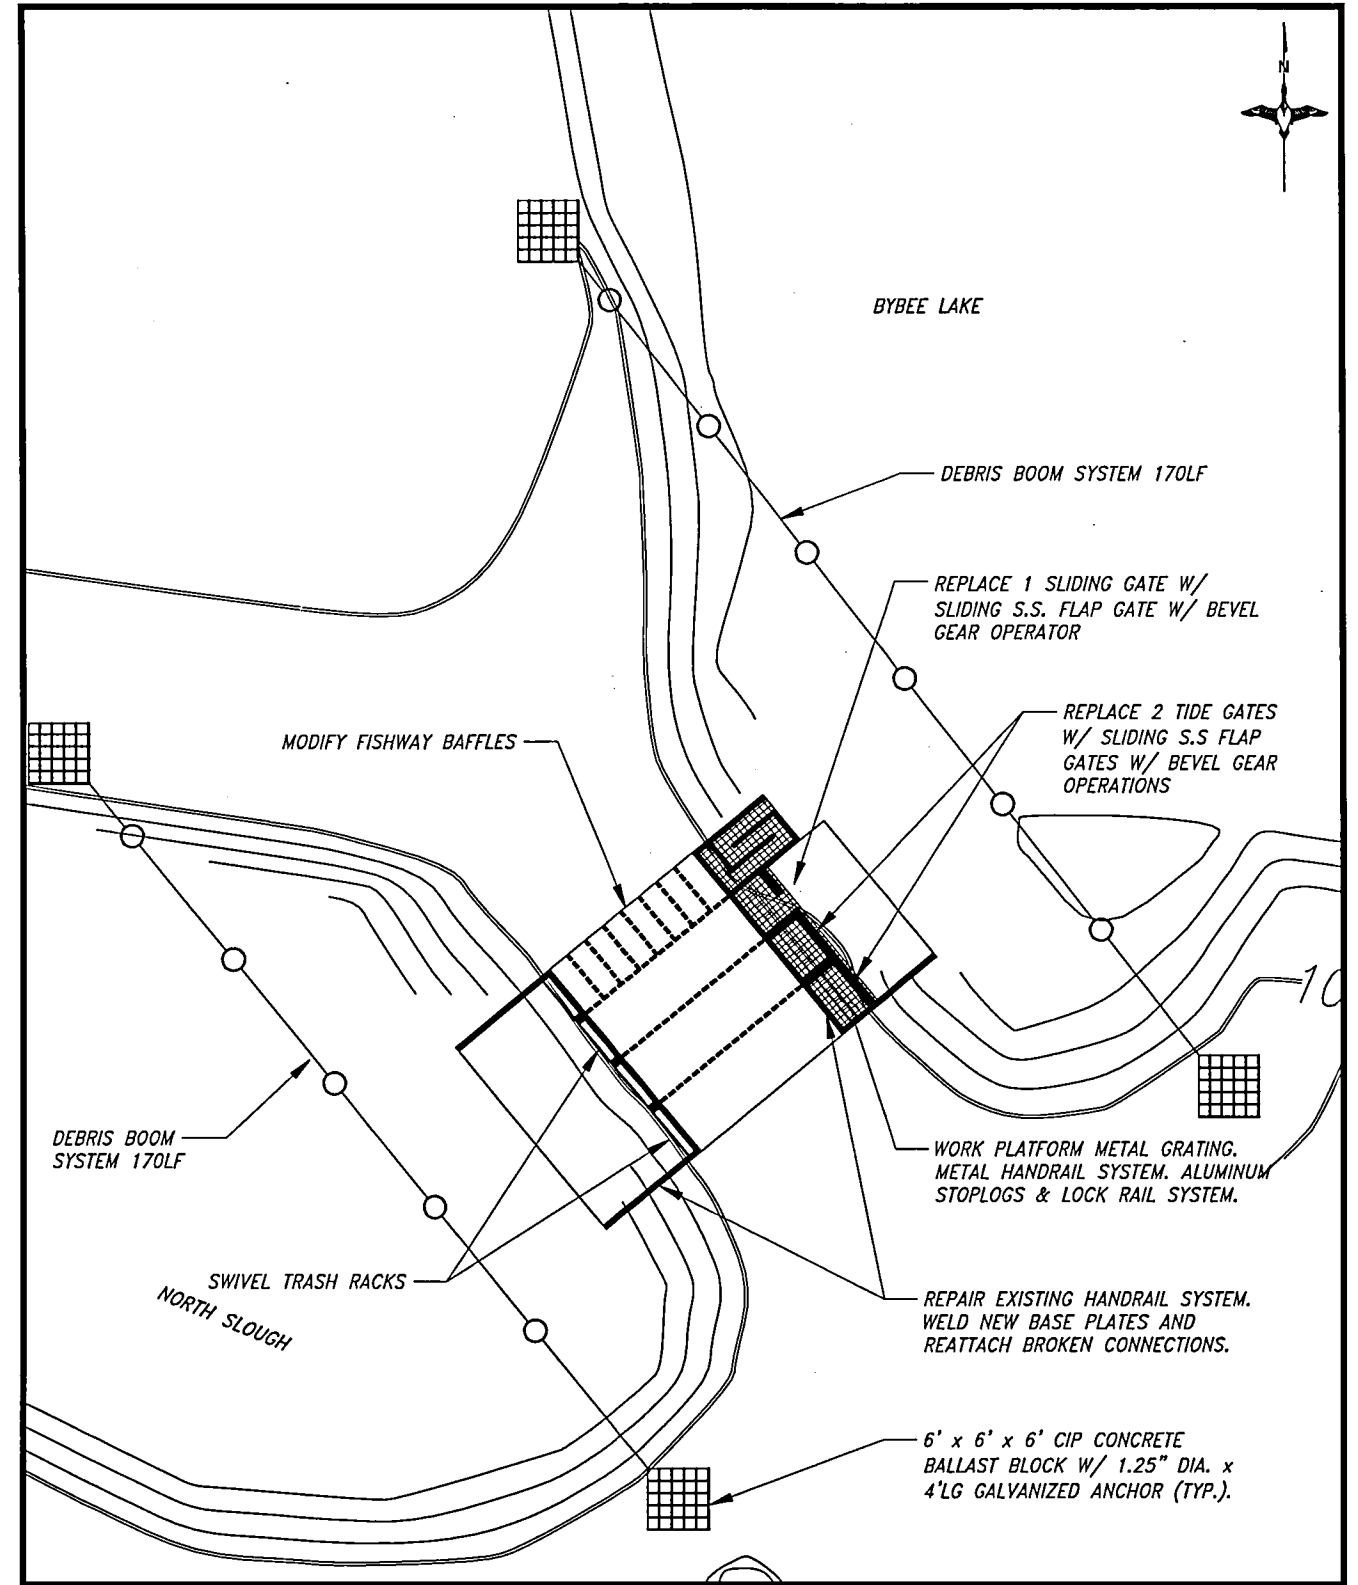 N
BYBEE LAKE
DEBRIS BOOM SYSTEM 170LF
REPLACE 1 SLIDING GATE W/
SLIDING S.S. FLAP GATE W/ BEVEL
GEAR OPERATOR
REPLACE 2 TIDE GATES
W/ SLIDING S.S FLAP
GATES W/ BEVEL GEAR
OPERATIONS
MODIFY FISHWAY BAFFLES
10
DEBRIS BOOM
SYSTEM 170LF
WORK PLATFORM METAL GRATING.
METAL HANDRAIL SYSTEM. ALUMINUM
STOPLOGS & LOCK RAIL SYSTEM.
SWIVEL TRASH RACKS
NORTH SLOUGH
REPAIR EXISTING HANDRAIL SYSTEM.
WELD NEW BASE PLATES AND
REATTACH BROKEN CONNECTIONS.
6' x 6' x 6' CIP CONCRETE
BALLAST BLOCK W/ 1.25" DIA. x
4'LG GALVANIZED ANCHOR (TYP.).